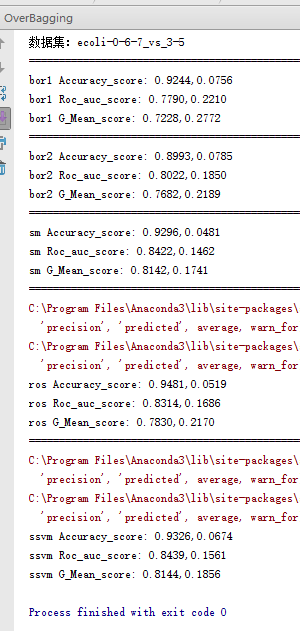 OverBagging
数据集: ecoli-0-6-7_vs_3-5
bor1 Accuracy_score: 0.9244,0.0756
bor1 Roc_auc_score: 0.7790,0.2210
bor1 G_Mean_score: 0.7228,0.2772
bor2 Accuracy_score: 0.8993,0.0785
bor2 Roc_auc_score: 0.8022,0.1850
bor2 G_Mean_score: 0.7682,0.2189
sm Accuracy_score: 0.9296,0.0481
sm Roc_auc_score: 0.8422,0.1462
sm G_Mean_score: 0.8142,0.1741
C:\Program Files\Anaconda3\lib\site-packages\
'precision', 'predicted', average, warn_for
C:\Program Files\Anaconda3\lib\site-packages\
'precision', 'predicted', average, warn_for
ros Accuracy_score: 0.9481,0.0519
ros Roc_auc_score: 0.8314,0.1686
ros G_Mean_score: 0.7830,0.2170
C:\Program Files\Anaconda3\lib\site-packages\
'precision', 'predicted', average, warn_for
C:\Program Files\Anaconda3\lib\site-packages\
'precision', 'predicted', average, warn_for
ssvm Accuracy_score: 0.9326,0.0674
ssvm Roc_auc_score: 0.8439,0.1561
ssvm G_Mean_score: 0.8144,0.1856
Process finished with exit code 0